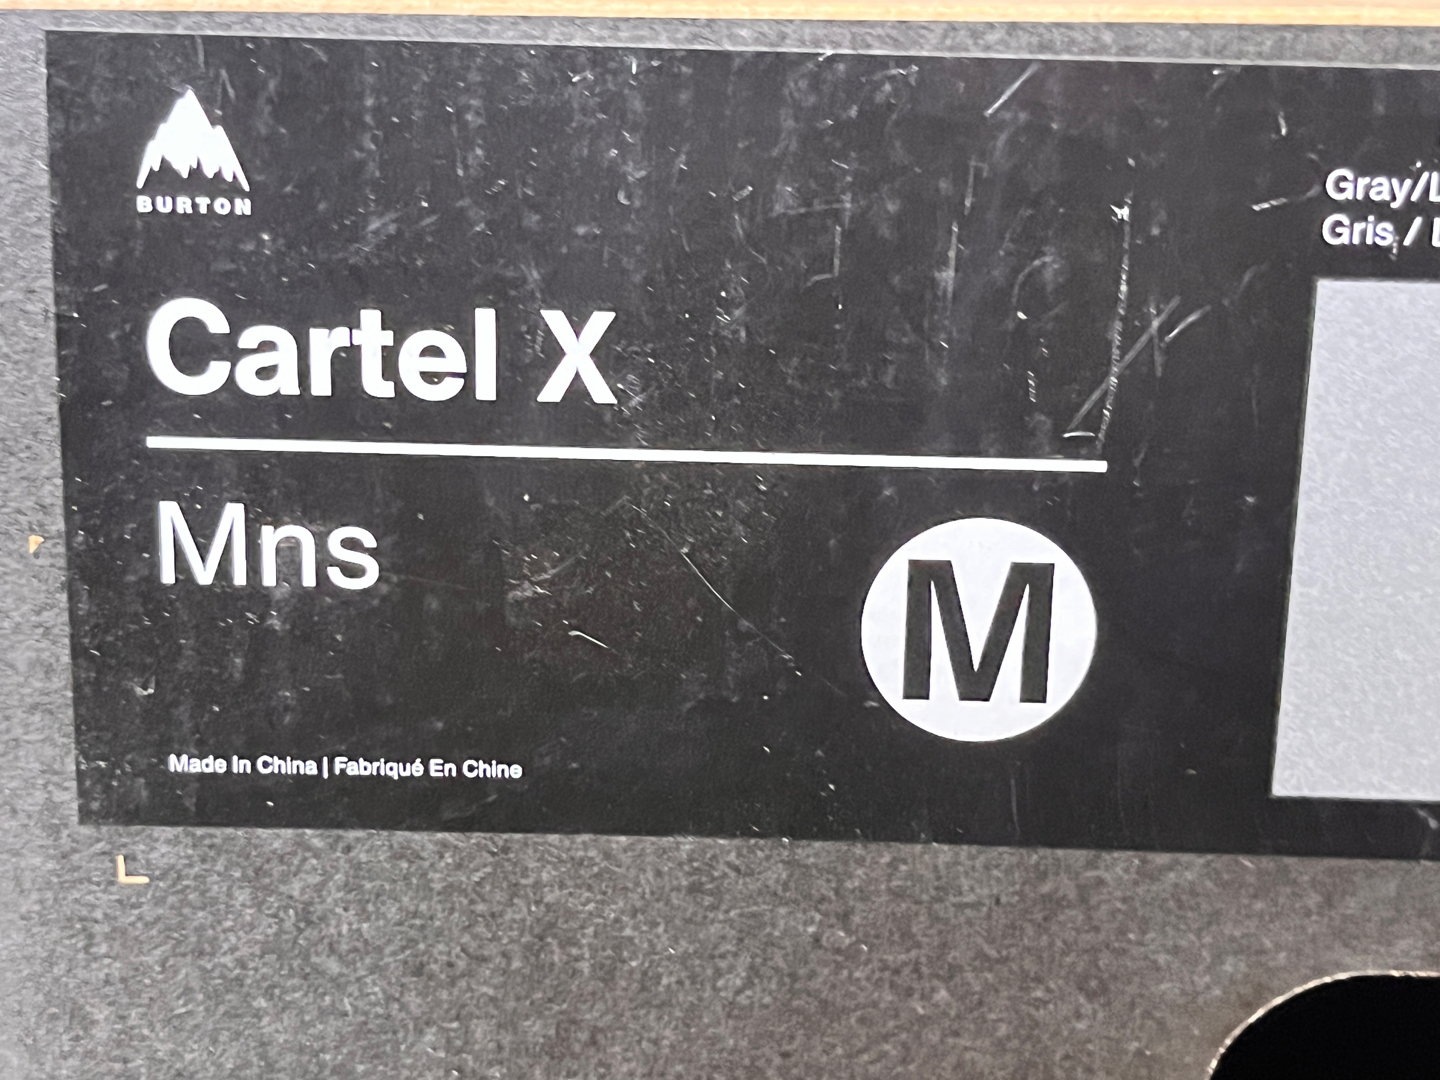 BURTON
Cartel X
Mns
M
Made In China | Fabriqué En Chine
Gray/L
Gris / L